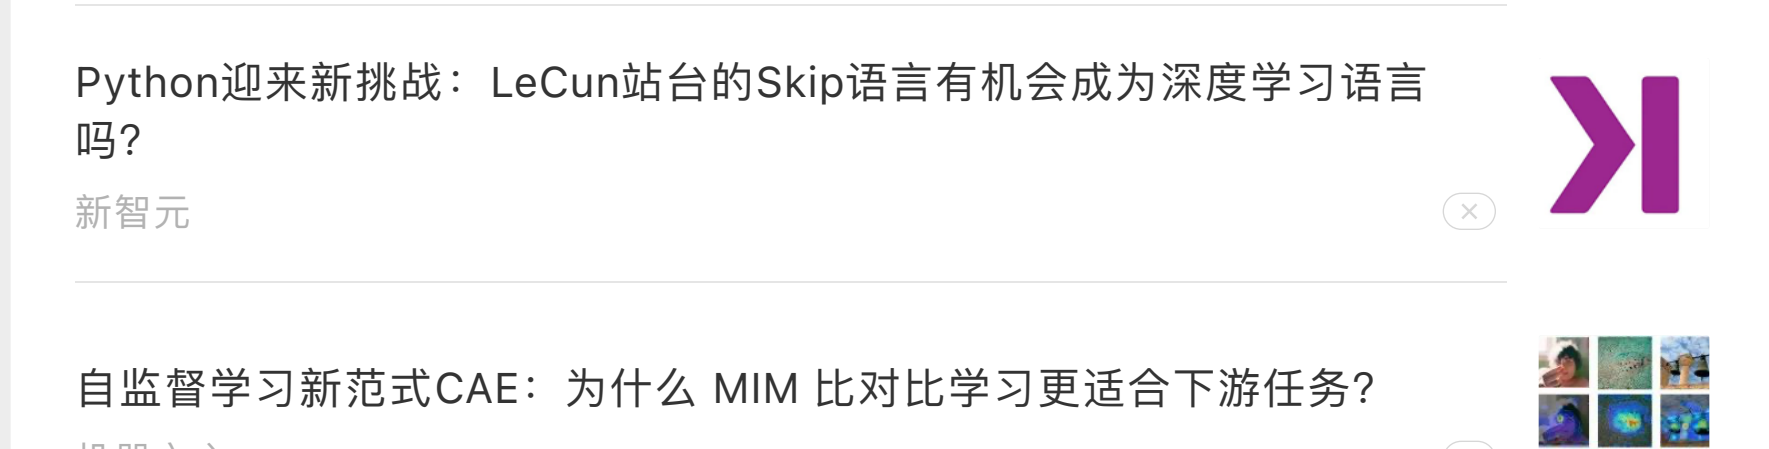 Python迎来新挑战：LeCun站台的Skip语言有机会成为深度学习语言
吗？
新智元
自监督学习新范式CAE：为什么 MIM 比对比学习更适合下游任务？